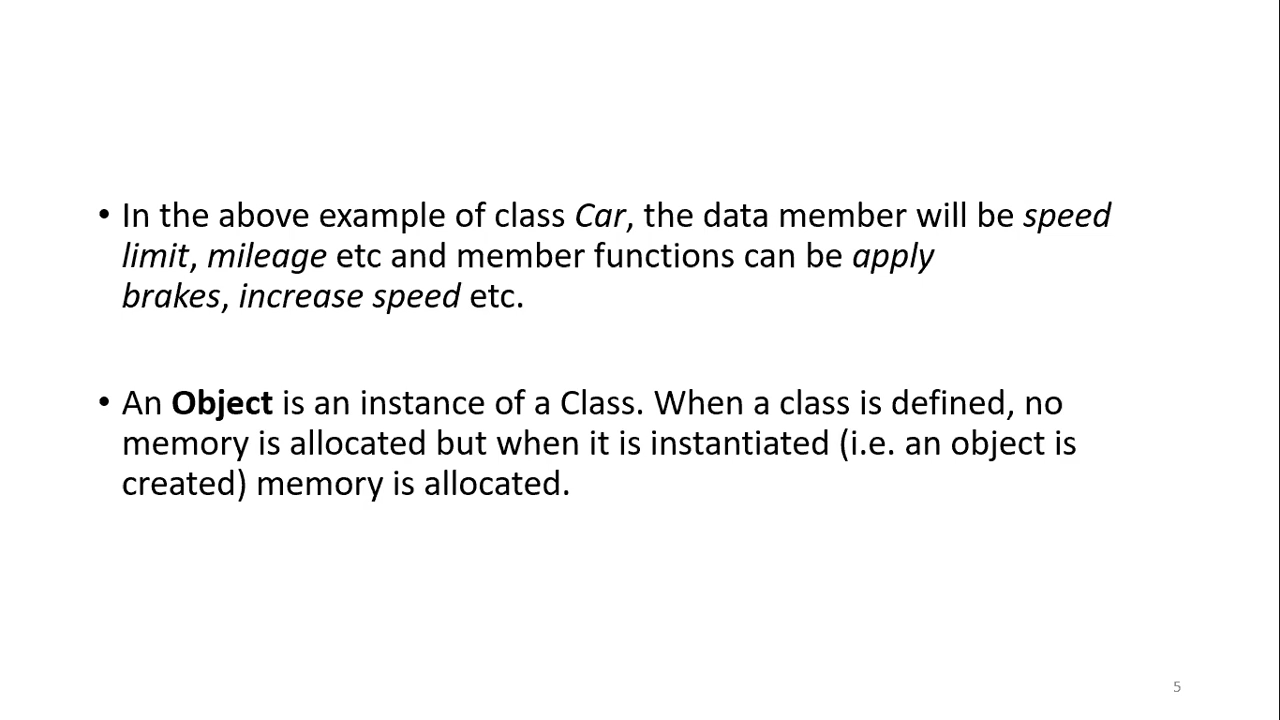 • In the above example of class Car, the data member will be speed
limit, mileage etc and member functions can be apply
brakes, increase speed etc.
• An Object is an instance of a Class. When a class is defined, no
memory is allocated but when it is instantiated (i.e. an object is
created) memory is allocated.
5